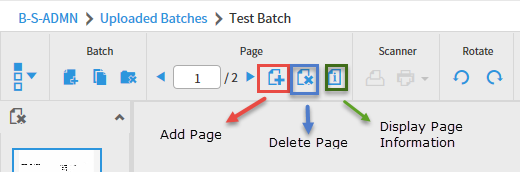 B-S-ADMN > Uploaded Batches > Test Batch
Batch Page Scanner Rotate
1 / 2
Add Page
Delete Page
Display Page
Information